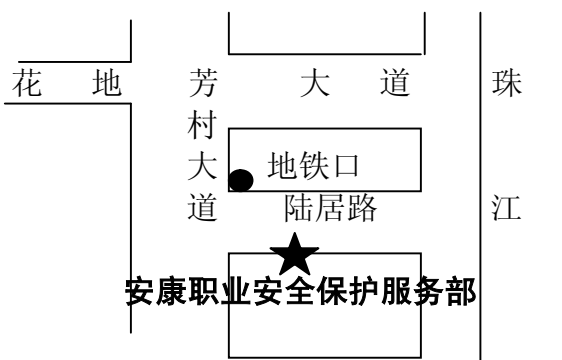 花地大道
芳村大道
珠江
地铁口
陆居路
安康职业安全保护服务部